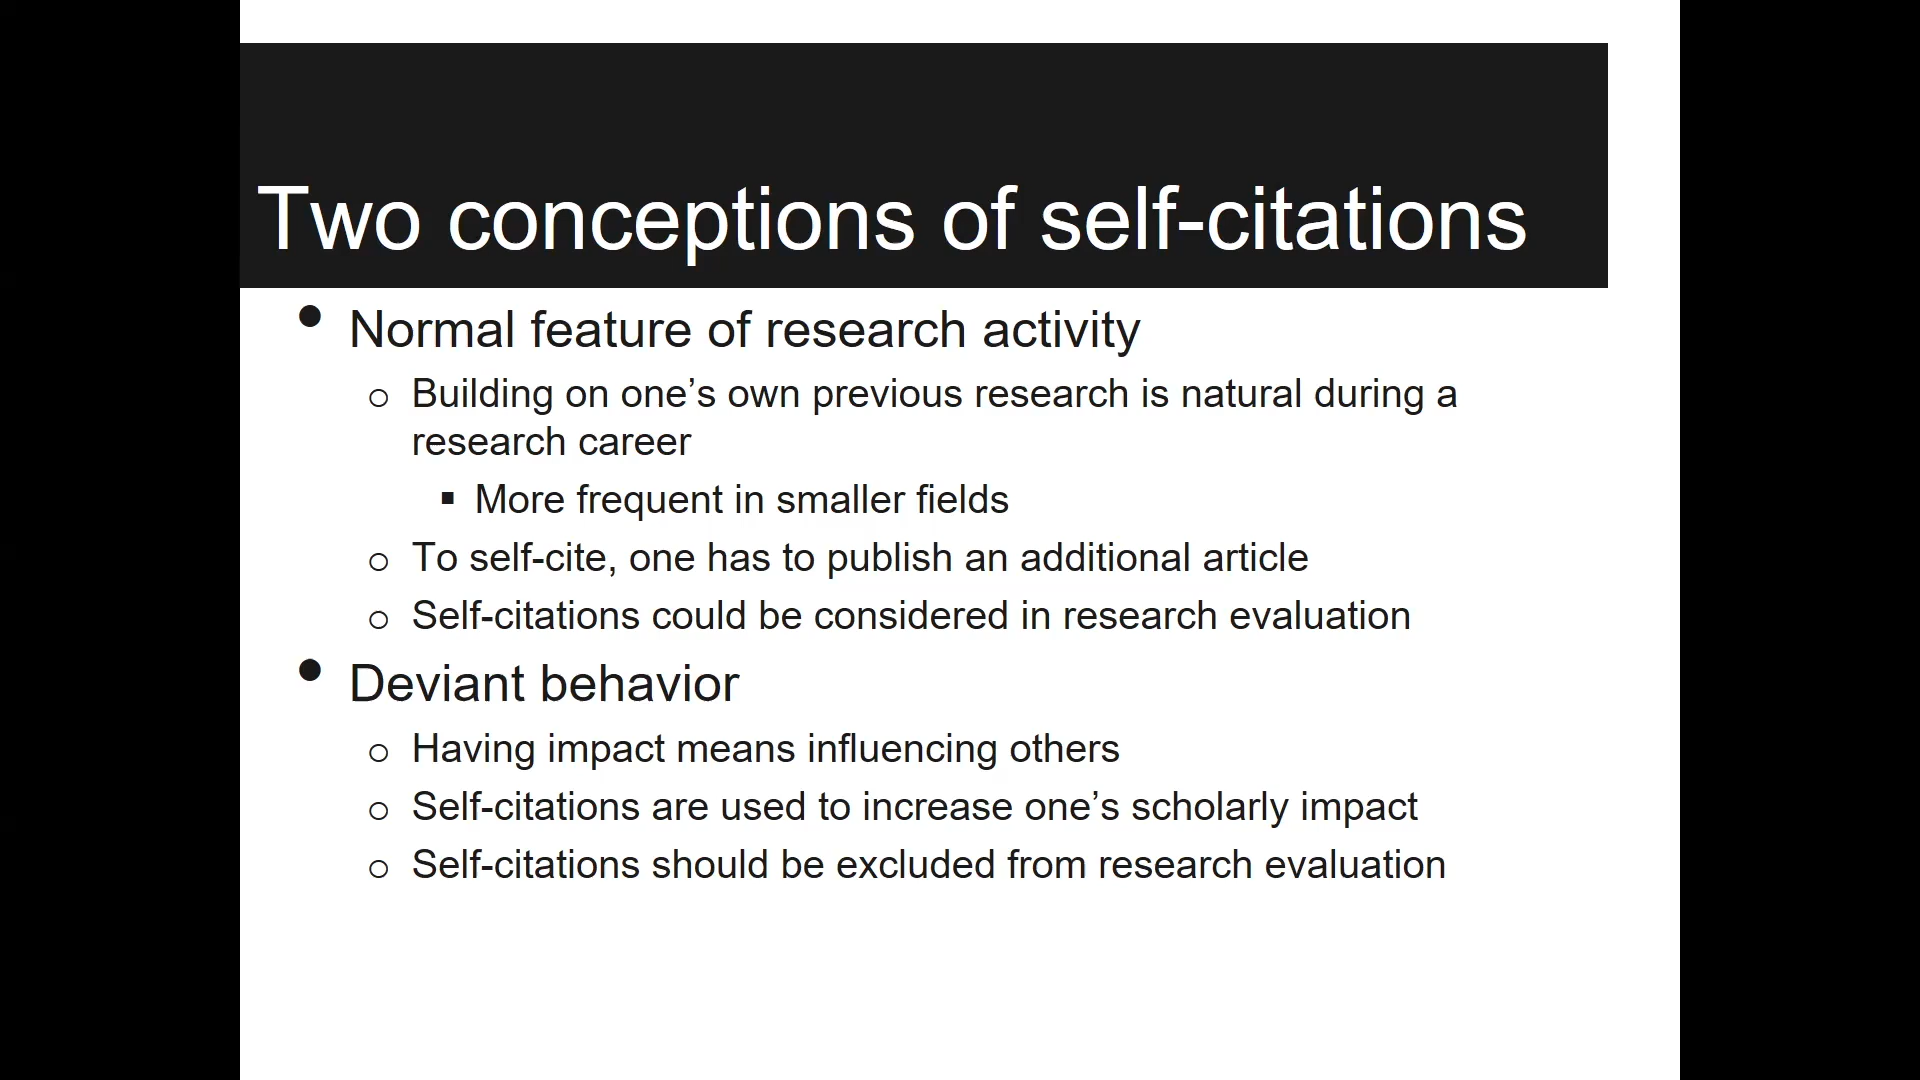 Two conceptions of self-citations
• Normal feature of research activity
o Building on one’s own previous research is natural during a
research career
▪ More frequent in smaller fields
o To self-cite, one has to publish an additional article
o Self-citations could be considered in research evaluation
• Deviant behavior
o Having impact means influencing others
o Self-citations are used to increase one’s scholarly impact
o Self-citations should be excluded from research evaluation